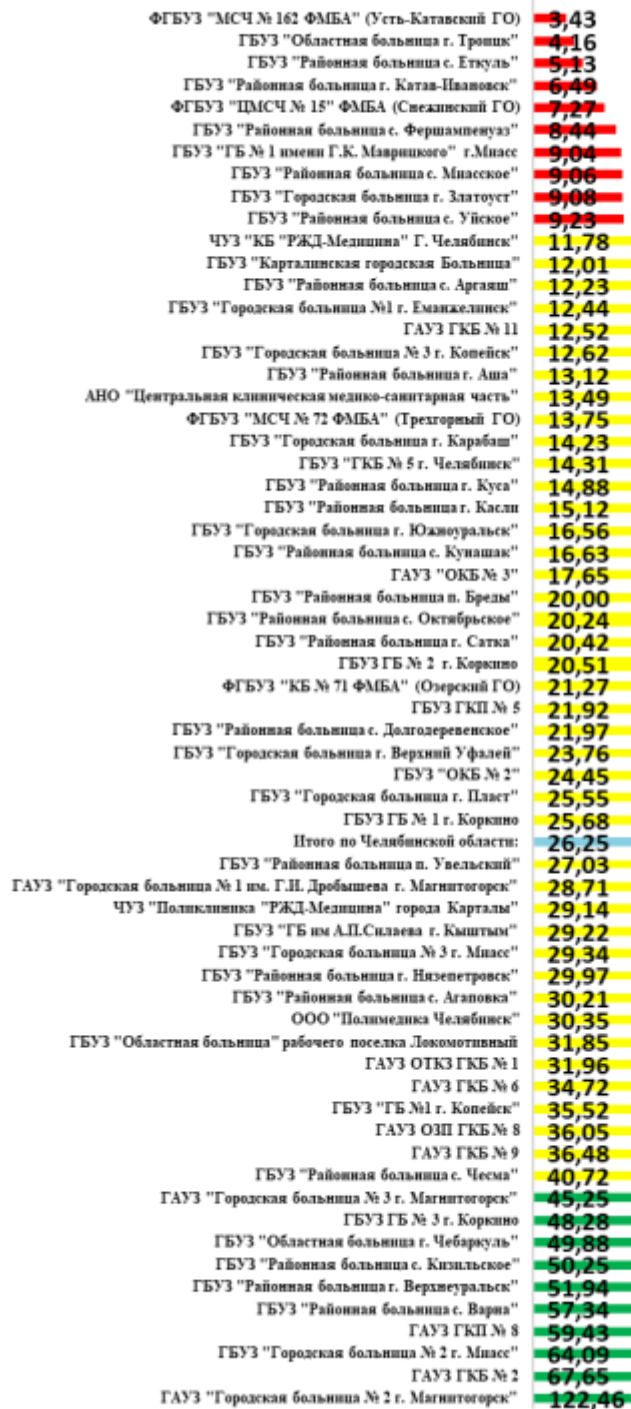 ФГБУЗ "МСЧ № 162 ФМБА" (Усть-Катавский ГО) 3,43
ГБУЗ "Областная больница г. Троицк" 4,16
ГБУЗ "Районная больница с. Еткуль" 5,13
ГБУЗ "Районная больница г. Катав-Ивановск" 6,49
ФГБУЗ "ЦМСЧ № 15" ФМБА (Снежинский ГО) 7,27
ГБУЗ "Районная больница с. Фершампенуаз" 8,44
ГБУЗ "ГБ № 1 имени Г.К. Маврицкого" г.Миасс 9,04
ГБУЗ "Районная больница с. Миасское" 9,06
ГБУЗ "Городская больница г. Златоуст" 9,08
ГБУЗ "Районная больница с. Уйское" 9,23
ЧУЗ "КБ "РЖД-Медицина" Г. Челябинск" 11,78
ГБУЗ "Карталинская городская Больница" 12,01
ГБУЗ "Районная больница с. Аргаяш" 12,23
ГБУЗ "Городская больница №1 г. Еманжелинск" 12,44
ГАУЗ ГКБ № 11 12,52
ГБУЗ "Городская больница № 3 г. Копейск" 12,62
ГБУЗ "Районная больница г. Аша" 13,12
АНО "Центральная клиническая медико-санитарная часть" 13,49
ФГБУЗ "МСЧ № 72 ФМБА" (Трехгорный ГО) 13,75
ГБУЗ "Городская больница г. Карабаш" 14,23
ГБУЗ "ГКБ № 5 г. Челябинск" 14,31
ГБУЗ "Районная больница г. Куса" 14,88
ГБУЗ "Районная больница г. Касли 15,12
ГБУЗ "Городская больница г. Южноуральск" 16,56
ГБУЗ "Районная больница с. Кунашак" 16,63
ГАУЗ "ОКБ № 3" 17,65
ГБУЗ "Районная больница п. Бреды" 20,00
ГБУЗ "Районная больница с. Октябрьское" 20,24
ГБУЗ "Районная больница г. Сатка" 20,42
ГБУЗ ГБ № 2 г. Коркино 20,51
ФГБУЗ "КБ № 71 ФМБА" (Озерский ГО) 21,27
ГБУЗ ГКП № 5 21,92
ГБУЗ "Районная больница с. Долгодеревенское" 21,97
ГБУЗ "Городская больница г. Верхний Уфалей" 23,76
ГБУЗ "ОКБ № 2" 24,45
ГБУЗ "Городская больница г. Пласт" 25,55
ГБУЗ ГБ № 1 г. Коркино 25,68
Итого по Челябинской области: 26,25
ГБУЗ "Районная больница п. Увельский" 27,03
ГАУЗ "Городская больница № 1 им. Г.И. Дробышева г. Магнитогорск" 28,71
ЧУЗ "Поликлиника "РЖД-Медицина" города Карталы" 29,14
ГБУЗ "ГБ им А.П.Силаева г. Кыштым" 29,22
ГБУЗ "Городская больница № 3 г. Миасс" 29,34
ГБУЗ "Районная больница г. Нязепетровск" 29,97
ГБУЗ "Районная больница с. Агаповка" 30,21
ООО "Полимедика Челябинск" 30,35
ГБУЗ "Областная больница" рабочего поселка Локомотивный 31,85
ГАУЗ ОТКЗ ГКБ № 1 31,96
ГАУЗ ГКБ № 6 34,72
ГБУЗ "ГБ №1 г. Копейск" 35,52
ГАУЗ ОЗП ГКБ № 8 36,05
ГАУЗ ГКБ № 9 36,48
ГБУЗ "Районная больница с. Чесма" 40,72
ГАУЗ "Городская больница № 3 г. Магнитогорск" 45,25
ГБУЗ ГБ № 3 г. Коркино 48,28
ГБУЗ "Областная больница г. Чебаркуль" 49,88
ГБУЗ "Районная больница с. Кизильское" 50,25
ГБУЗ "Районная больница г. Верхнеуральск" 51,94
ГБУЗ "Районная больница с. Варна" 57,34
ГАУЗ ГКП № 8 59,43
ГБУЗ "Городская больница № 2 г. Миасс" 64,09
ГАУЗ ГКБ № 2 67,65
ГАУЗ "Городская больница № 2 г. Магнитогорск" 122,46